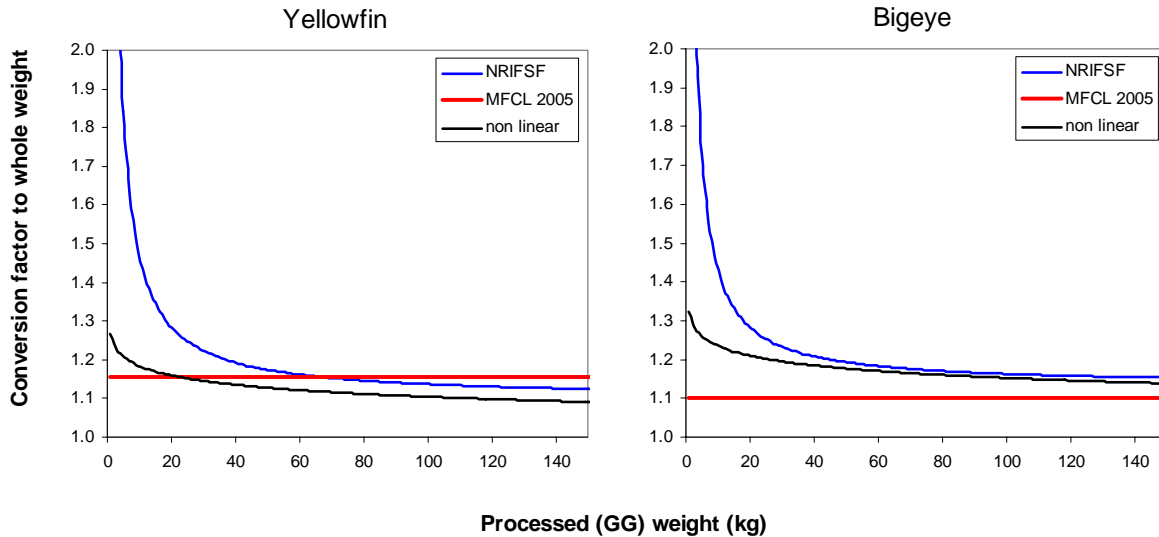 Yellowfin
Bigeye
Conversion factor to whole weight
2.0
1.9
1.8
1.7
1.6
1.5
1.4
1.3
1.2
1.1
1.0
NRIFSF
MFCL 2005
non linear
0 20 40 60 80 100 120 140
2.0
1.9
1.8
1.7
1.6
1.5
1.4
1.3
1.2
1.1
1.0
NRIFSF
MFCL 2005
non linear
0 20 40 60 80 100 120 140
Processed (GG) weight (kg)